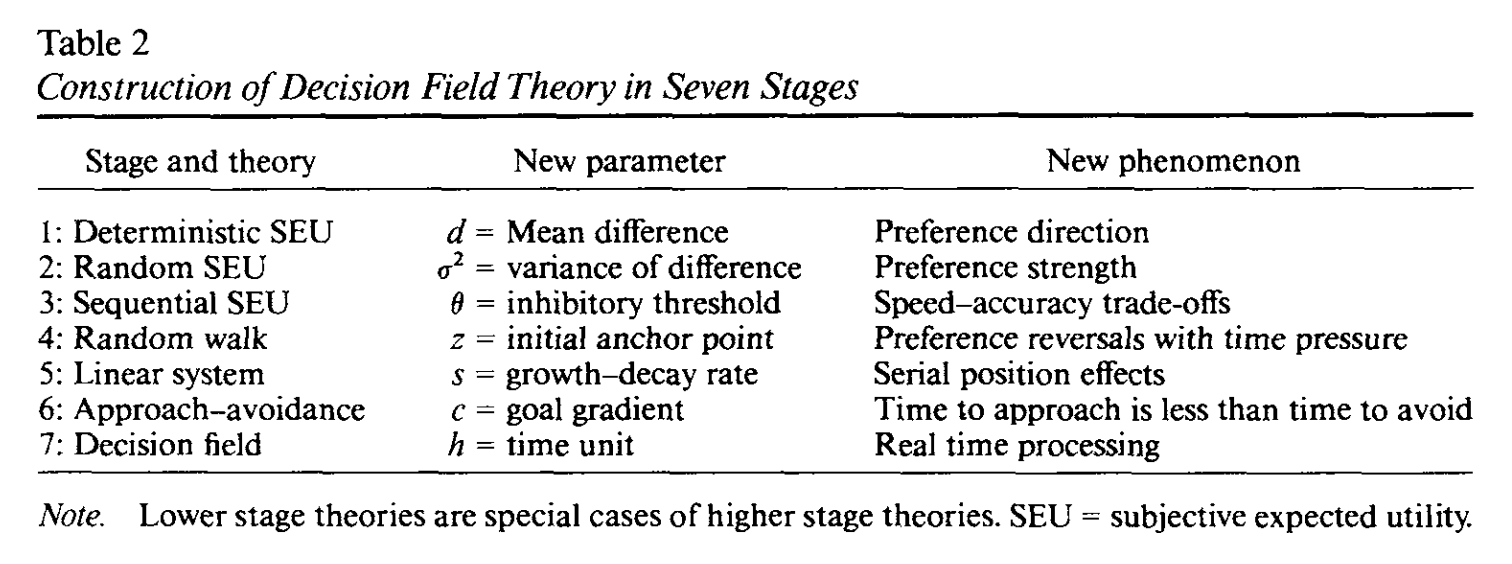 Table 2
Construction of Decision Field Theory in Seven Stages
Stage and theory New parameter New phenomenon
1: Deterministic SEU d = Mean difference Preference direction
2: Random SEU σ² = variance of difference Preference strength
3: Sequential SEU θ = inhibitory threshold Speed–accuracy trade-offs
4: Random walk z = initial anchor point Preference reversals with time pressure
5: Linear system s = growth–decay rate Serial position effects
6: Approach–avoidance c = goal gradient Time to approach is less than time to avoid
7: Decision field h = time unit Real time processing
Note. Lower stage theories are special cases of higher stage theories. SEU = subjective expected utility.